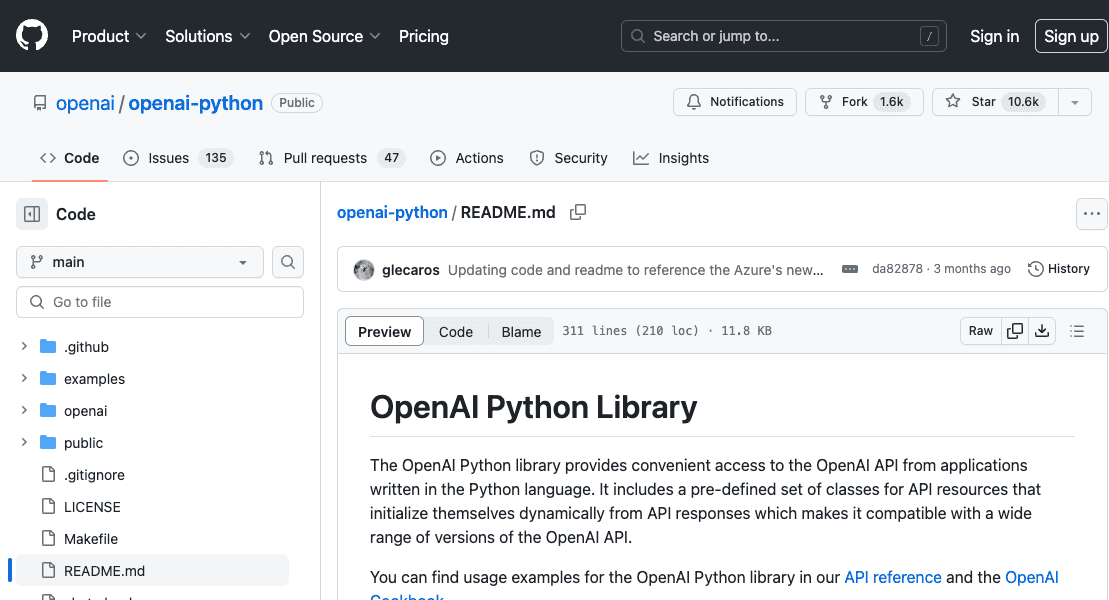 Product Solutions Open Source Pricing Search or jump to... / Sign in Sign up
openai / openai-python Public Notifications Fork 1.6k Star 10.6k
Code Issues 135 Pull requests 47 Actions Security Insights
Code
main
Go to file
.github
examples
openai
public
.gitignore
LICENSE
Makefile
README.md
openai-python / README.md
glecaros Updating code and readme to reference the Azure's new... da82878 · 3 months ago History
Preview Code Blame 311 lines (210 loc) · 11.8 KB Raw
OpenAI Python Library
The OpenAI Python library provides convenient access to the OpenAI API from applications
written in the Python language. It includes a pre-defined set of classes for API resources that
initialize themselves dynamically from API responses which makes it compatible with a wide
range of versions of the OpenAI API.
You can find usage examples for the OpenAI Python library in our API reference and the OpenAI
Cookbook